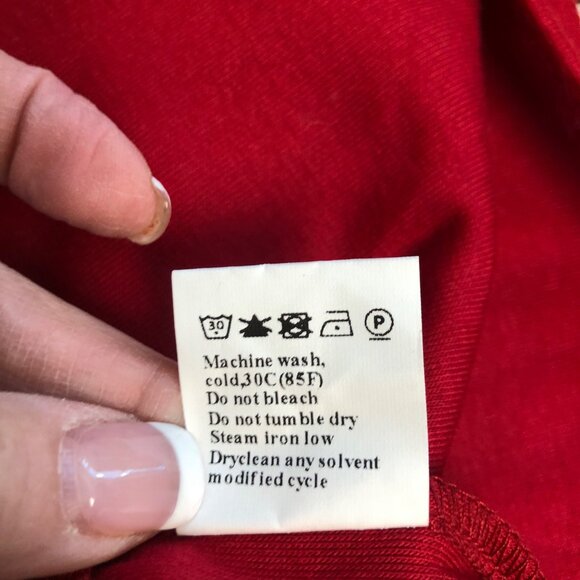 30 P
Machine wash,
cold,30C(85F)
Do not bleach
Do not tumble dry
Steam iron low
Dryclean any solvent
modified cycle